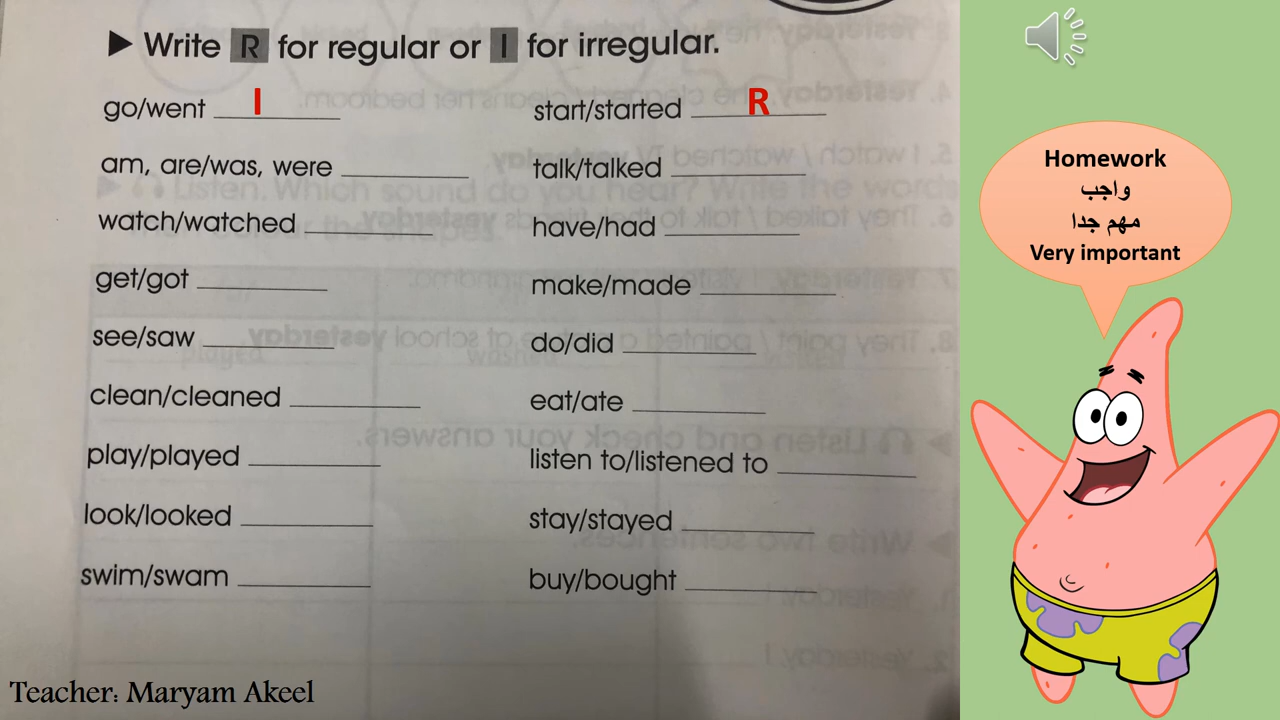 ▶ Write R for regular or I for irregular.
go/went I
am, are/was, were
watch/watched
get/got
see/saw
clean/cleaned
play/played
look/looked
swim/swam
start/started R
talk/talked
have/had
make/made
do/did
eat/ate
listen to/listened to
stay/stayed
buy/bought
Teacher: Maryam Akeel
Homework
واجب
مهم جدا
Very important